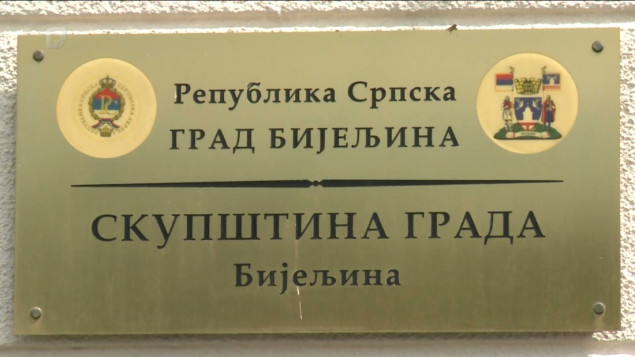 Република Српска
ГРАД БИЈЕЉИНА
СКУПШТИНА ГРАДА
Бијељина